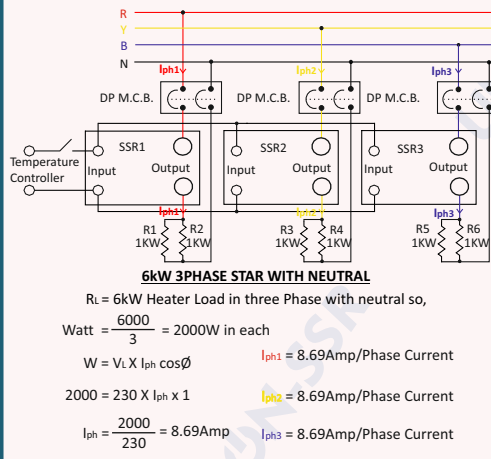 R
Y
B
N
Iph1 Iph2 Iph3
DP M.C.B. DP M.C.B. DP M.C.B.
SSR1 SSR2 SSR3
Temperature
Controller
Input Output Input Output Input Output
Iph1 Iph2 Iph3
R1 R2 R3 R4 R5 R6
1KW 1KW 1KW 1KW 1KW 1KW
6kW 3PHASE STAR WITH NEUTRAL
RL = 6kW Heater Load in three Phase with neutral so,
Watt = 6000/3 = 2000W in each
W = VL X Iph cosØ
Iph1 = 8.69Amp/Phase Current
2000 = 230 X Iph x 1
Iph2 = 8.69Amp/Phase Current
Iph = 2000/230 = 8.69Amp
Iph3 = 8.69Amp/Phase Current